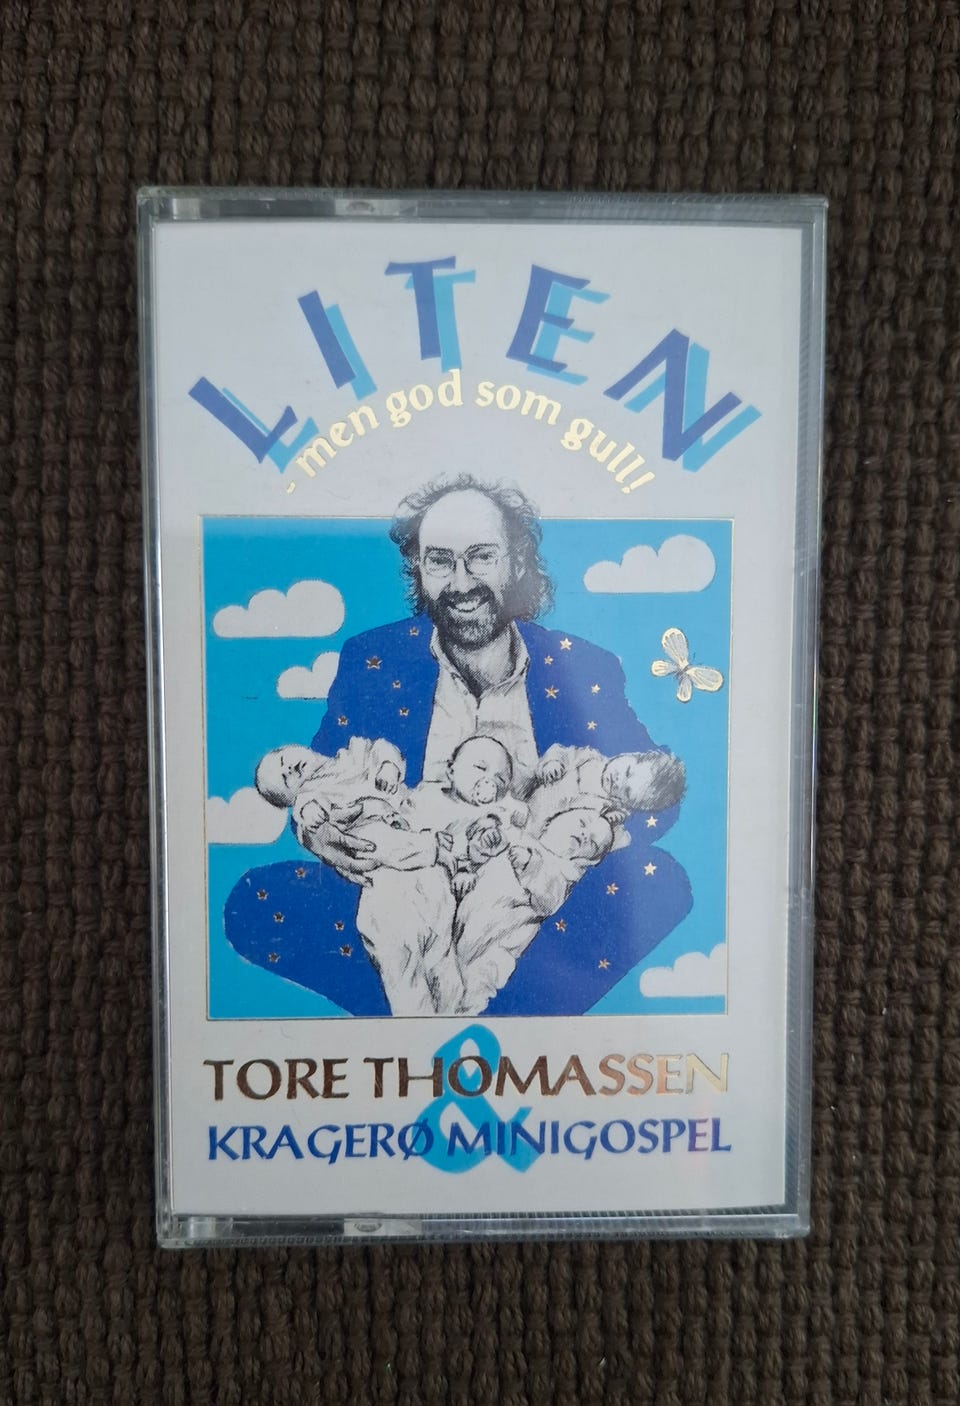 LITEN
- men god som gull!
&
TORE THOMASSEN
KRAGERØ MINIGOSPEL